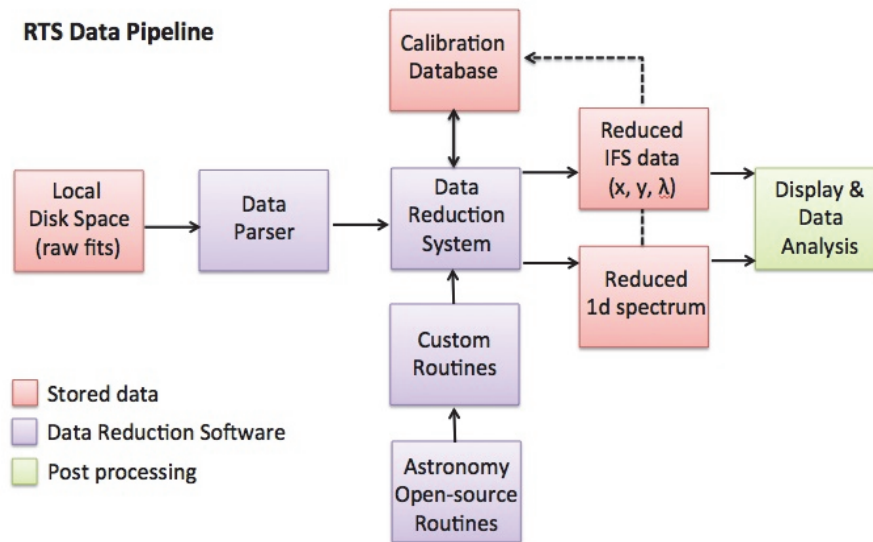 RTS Data Pipeline
Calibration
Database
Local
Disk Space
(raw fits)
Data
Parser
Data
Reduction
System
Reduced
IFS data
(x, y, λ)
Display &
Data
Analysis
Reduced
1d spectrum
Custom
Routines
Astronomy
Open-source
Routines
Stored data
Data Reduction Software
Post processing